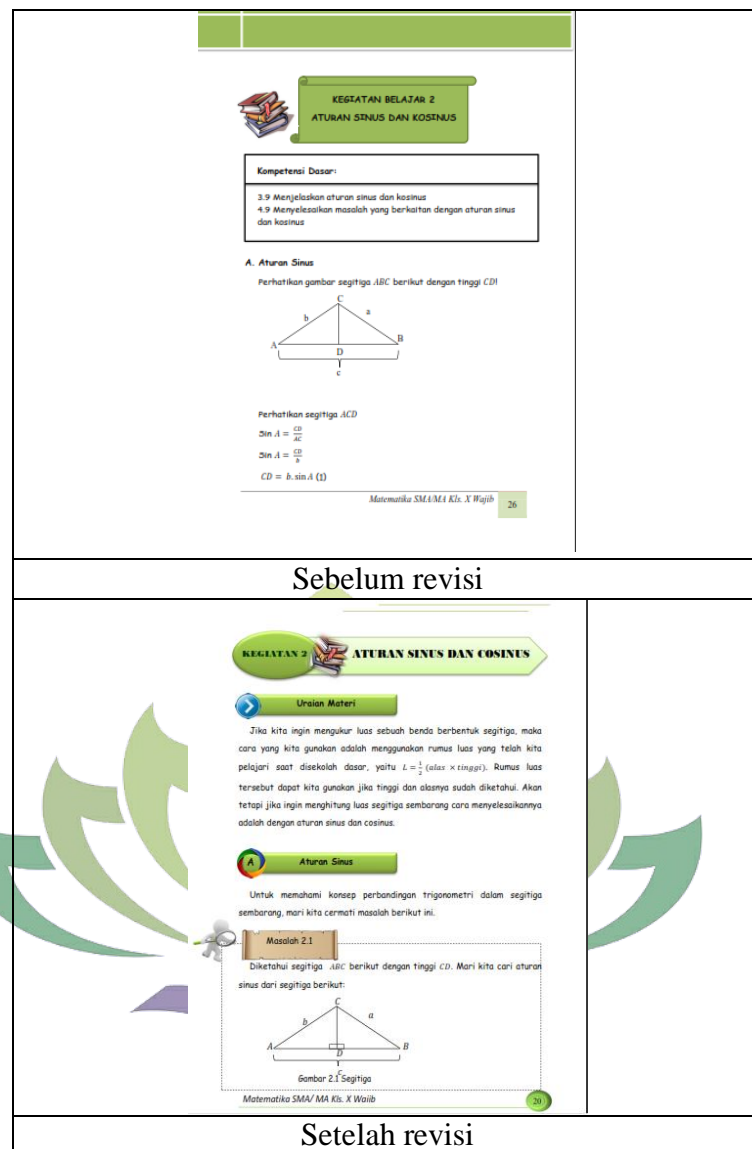 KEGIATAN BELAJAR 2
ATURAN SINUS DAN KOSINUS
Kompetensi Dasar:
3.9 Menjelaskan aturan sinus dan kosinus
4.9 Menyelesaikan masalah yang berkaitan dengan aturan sinus
dan kosinus
A. Aturan Sinus
Perhatikan gambar segitiga ABC berikut dengan tinggi CD!
C
b a
A B
D
c
Perhatikan segitiga ACD
Sin A = CD/AC
Sin A = CD/b
CD = b. sin A (1)
Matematika SMA/MA Kls. X Wajib 26
Sebelum revisi
KEGIATAN 2 ATURAN SINUS DAN COSINUS
Uraian Materi
Jika kita ingin mengukur luas sebuah benda berbentuk segitiga, maka
cara yang kita gunakan adalah menggunakan rumus luas yang telah kita
pelajari saat disekolah dasar, yaitu L = 1/2 (alas × tinggi). Rumus luas
tersebut dapat kita gunakan jika tinggi dan alasnya sudah diketahui. Akan
tetapi jika ingin menghitung luas segitiga sembarang cara menyelesaikannya
adalah dengan aturan sinus dan cosinus.
A Aturan Sinus
Untuk memahami konsep perbandingan trigonometri dalam segitiga
sembarang, mari kita cermati masalah berikut ini.
Masalah 2.1
Diketahui segitiga ABC berikut dengan tinggi CD. Mari kita cari aturan
sinus dari segitiga berikut:
C
b a
A B
D
c
Gambar 2.1 Segitiga
Matematika SMA/ MA Kls. X Wajib 20
Setelah revisi